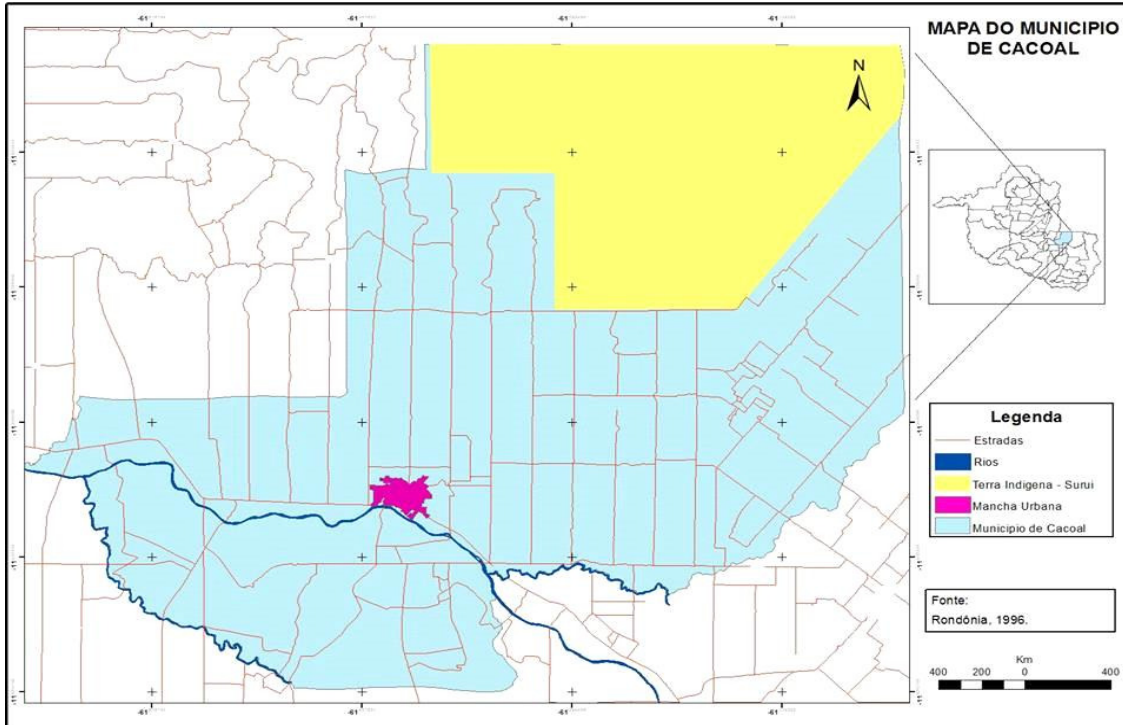 MAPA DO MUNICIPIO
DE CACOAL
N
Legenda
Estradas
Rios
Terra Indigena - Surui
Mancha Urbana
Municipio de Cacoal
Fonte:
Rondônia, 1996.
Km
400 200 0 400